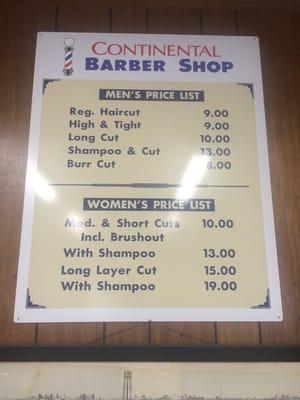 CONTINENTAL
BARBER SHOP
MEN'S PRICE LIST
Reg. Haircut 9.00
High & Tight 9.00
Long Cut 10.00
Shampoo & Cut 13.00
Burr Cut 8.00
WOMEN'S PRICE LIST
Med. & Short Cuts 10.00
Incl. Brushout
With Shampoo 13.00
Long Layer Cut 15.00
With Shampoo 19.00